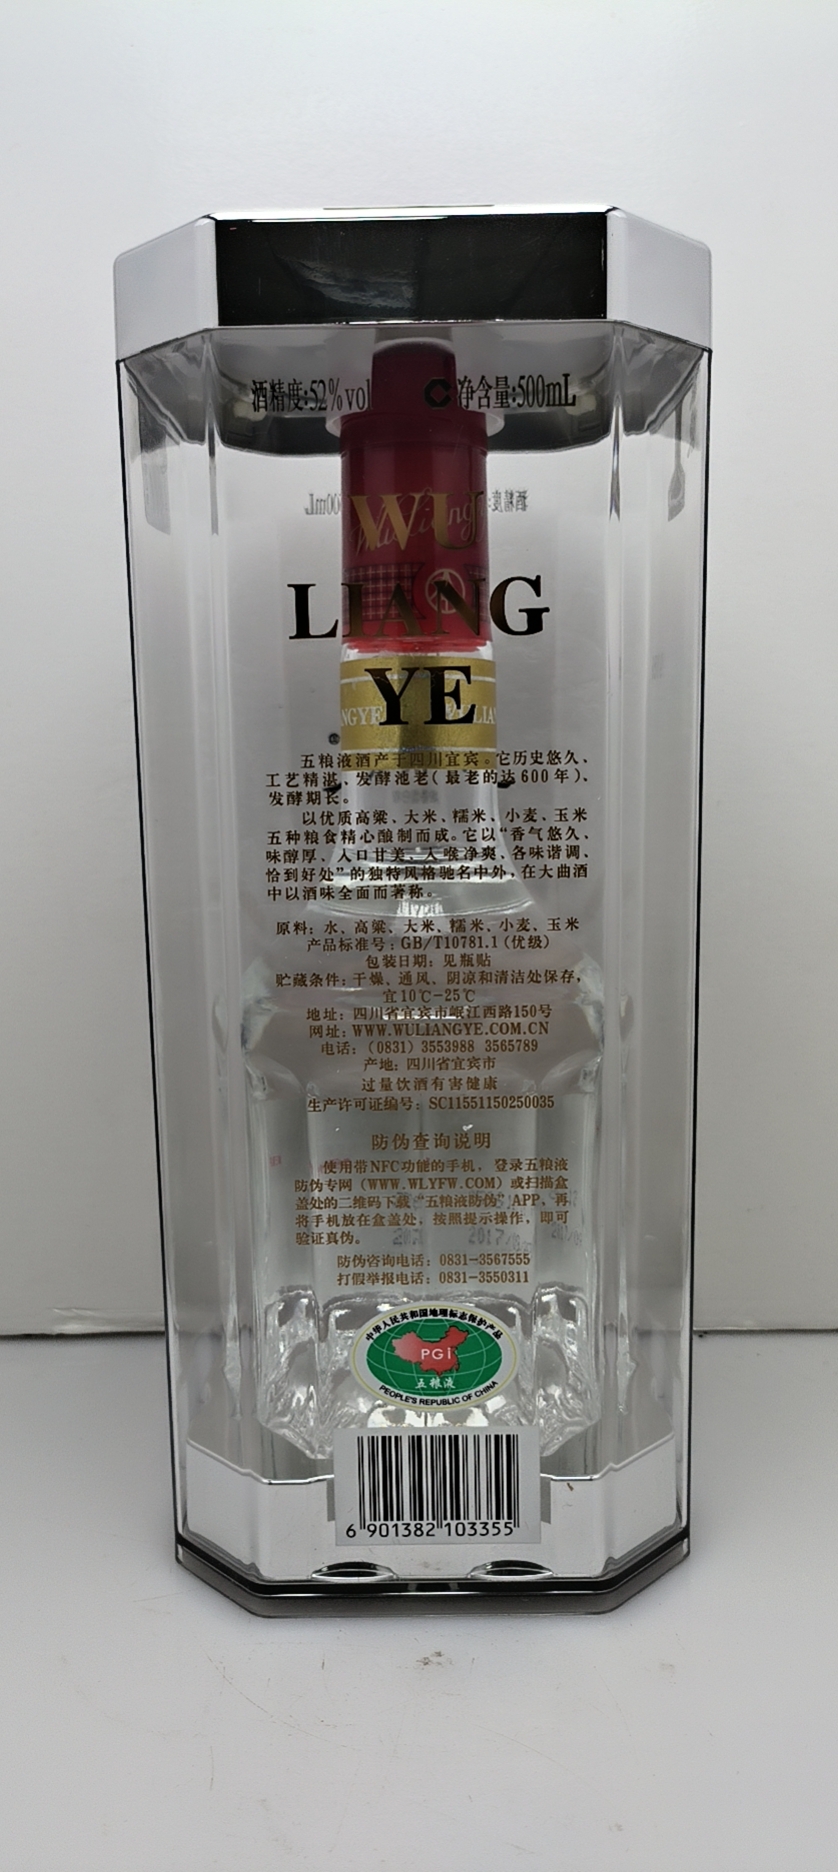 酒精度:52%vol 净含量:500mL
WU
LIANG
YE
五粮液酒产于四川宜宾。它历史悠久、
工艺精湛、发酵池老(最老的达600年)、
发酵期长。
以优质高粱、大米、糯米、小麦、玉米
五种粮食精心酿制而成。它以“香气悠久、
味醇厚、入口甘美、入喉净爽、各味谐调、
恰到好处”的独特风格驰名中外,在大曲酒
中以酒味全面而著称。
原料: 水、高粱、大米、糯米、小麦、玉米
产品标准号: GB/T10781.1(优级)
包装日期: 见瓶贴
贮藏条件: 干燥、通风、阴凉和清洁处保存,
宜10℃-25℃
地址: 四川省宜宾市岷江西路150号
网址: WWW.WULIANGYE.COM.CN
电话: (0831) 3553988 3565789
产地: 四川省宜宾市
过量饮酒有害健康
生产许可证编号: SC11551150250035
防伪查询说明
使用带NFC功能的手机, 登录五粮液
防伪专网 (WWW.WLYFW.COM) 或扫描盒
盖处的二维码下载“五粮液防伪”APP, 再
将手机放在盒盖处, 按照提示操作, 即可
验证真伪。
防伪咨询电话: 0831-3567555
打假举报电话: 0831-3550311
中华人民共和国地理标志保护产品
PGI
五粮液
PEOPLE'S REPUBLIC OF CHINA
6 901382 103355